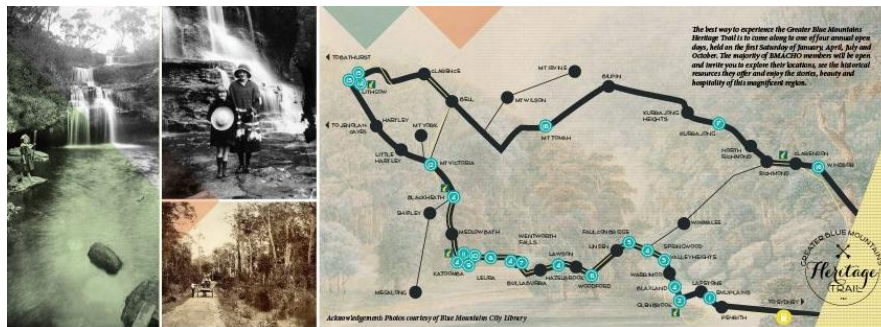 The best way to experience the Greater Blue Mountains
Heritage Trail is to come along to one of four annual open
days, held on the first Saturday of January, April, July and
October. The majority of BMACHO members will be open
and invite you to explore their locations, see the historical
resources they offer and enjoy the stories, beauty and
hospitality of this magnificent region.
TO BATHURST
LITHGOW
CLARENCE
BELL
MT IRVINE
MT WILSON
BILPIN
TO JENOLAN
CAVES
HARTLEY
MT YORK
LITTLE
HARTLEY
MT VICTORIA
MT TOMAH
KURRAJONG
HEIGHTS
KURRAJONG
NORTH
RICHMOND
RICHMOND
CLARENDON
WINDSOR
BLACKHEATH
SHIPLEY
MEDLOW BATH
MEGALONG
KATOOMBA
LEURA
WENTWORTH
FALLS
BULLABURRA
LAWSON
HAZELBROOK
WOODFORD
LINDEN
FAULCONBRIDGE
SPRINGWOOD
WINMALEE
VALLEY HEIGHTS
WARRIMOO
BLAXLAND
GLENBROOK
LAPSTONE
EMU PLAINS
PENRITH
TO SYDNEY
GREATER BLUE MOUNTAINS
Heritage
TRAIL
Acknowledgement: Photos courtesy of Blue Mountains City Library